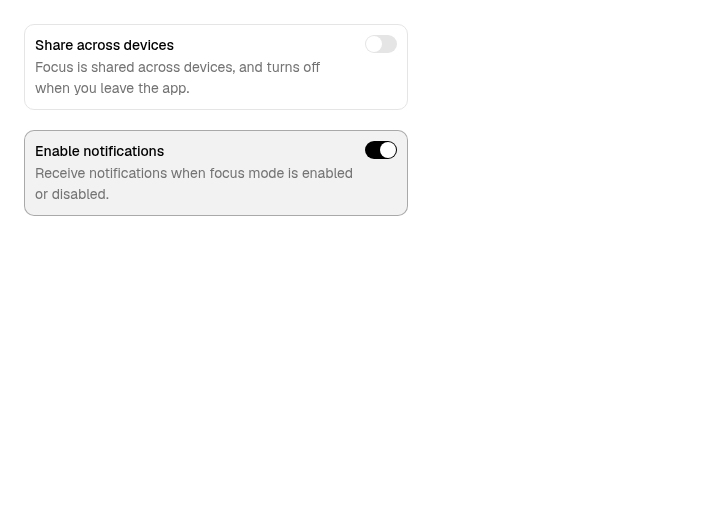 Share across devices
Focus is shared across devices, and turns off
when you leave the app.
Enable notifications
Receive notifications when focus mode is enabled
or disabled.